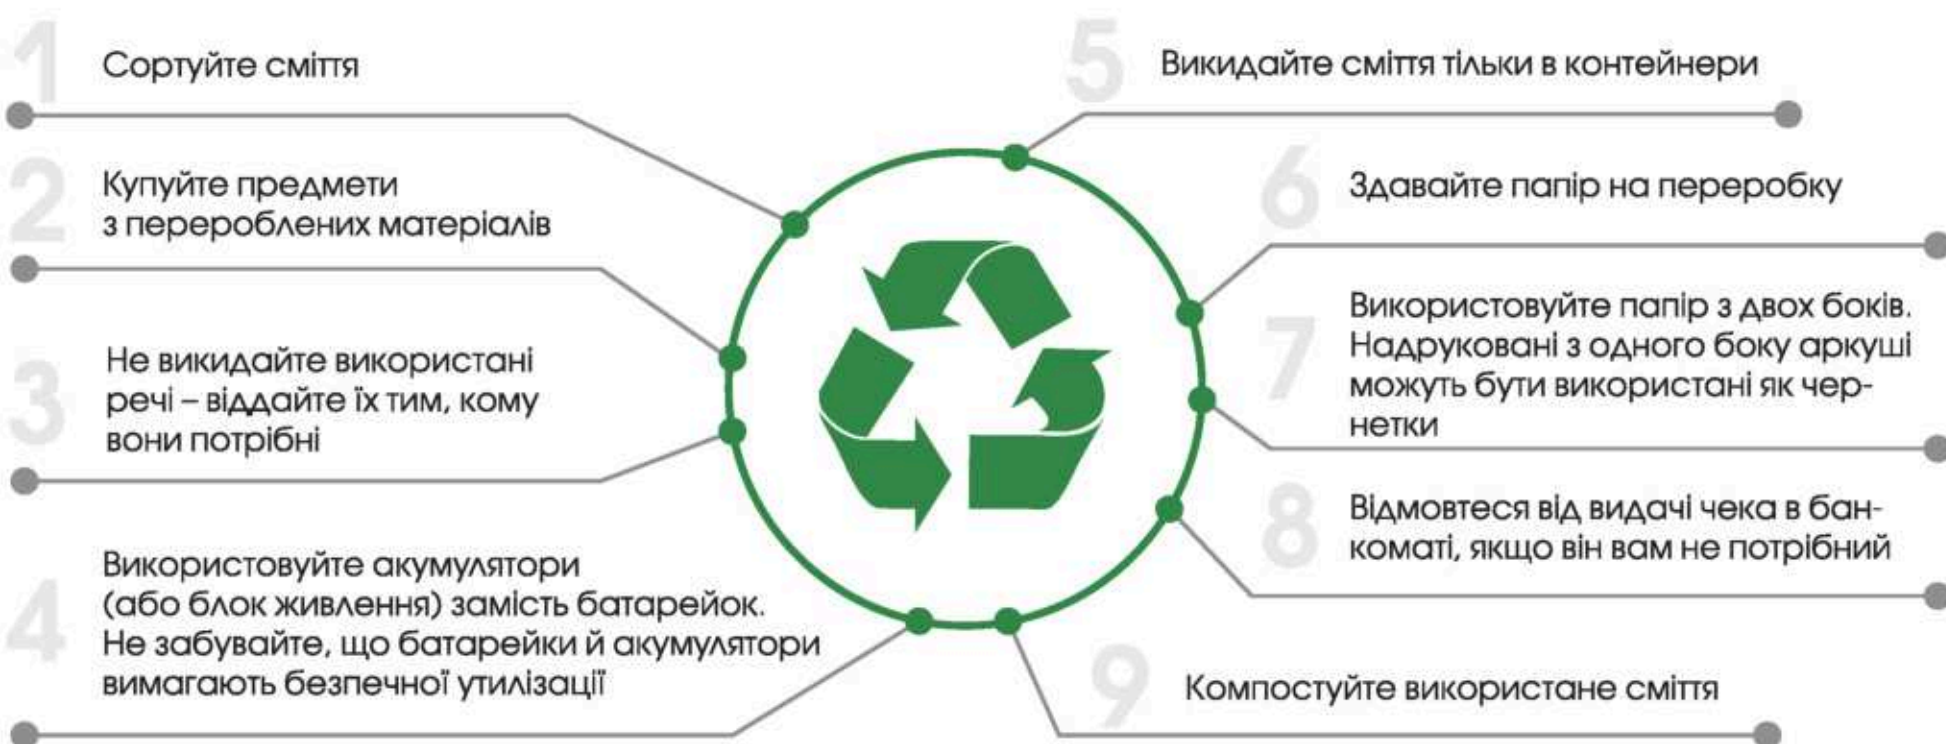 1
Сортуйте сміття
2
Купуйте предмети
з перероблених матеріалів
3
Не викидайте використані
речі – віддайте їх тим, кому
вони потрібні
4
Використовуйте акумулятори
(або блок живлення) замість батарейок.
Не забувайте, що батарейки й акумулятори
вимагають безпечної утилізації
5
Викидайте сміття тільки в контейнери
6
Здавайте папір на переробку
7
Використовуйте папір з двох боків.
Надруковані з одного боку аркуші
можуть бути використані як чер-
нетки
8
Відмовтеся від видачі чека в бан-
коматі, якщо він вам не потрібний
9
Компостуйте використане сміття